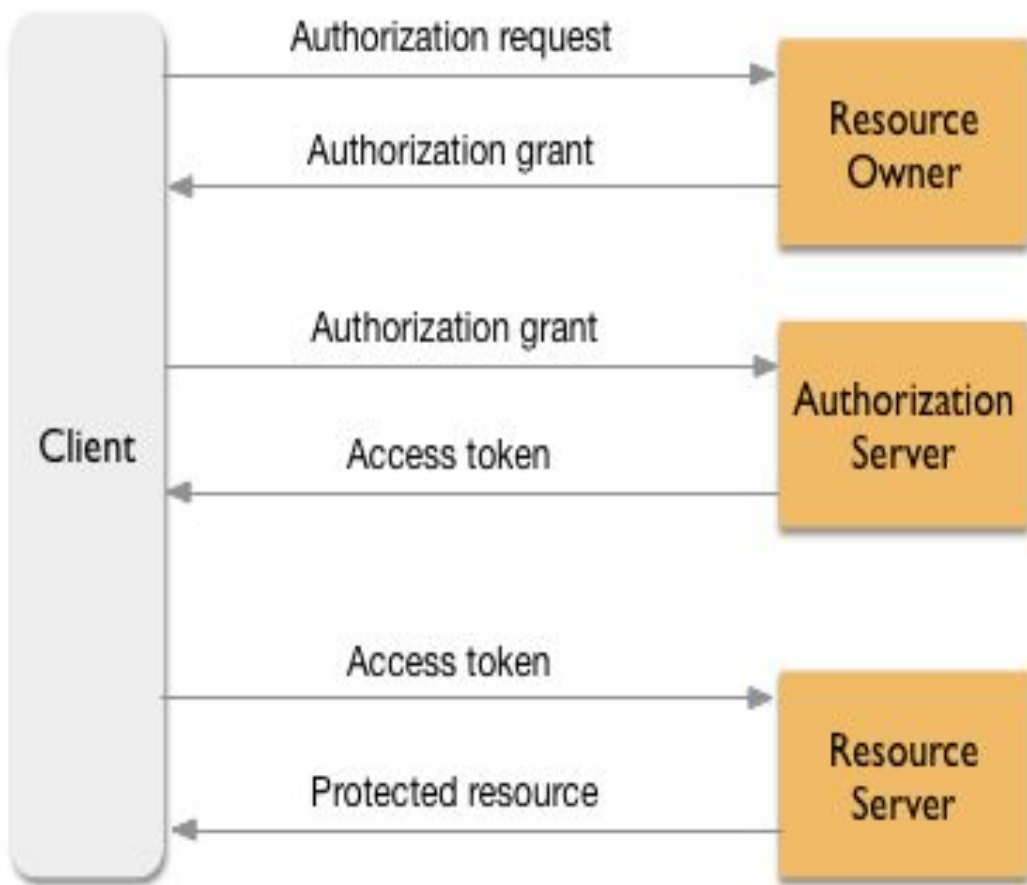 Authorization request
Resource
Owner
Authorization grant
Authorization grant
Authorization
Server
Client
Access token
Access token
Resource
Server
Protected resource